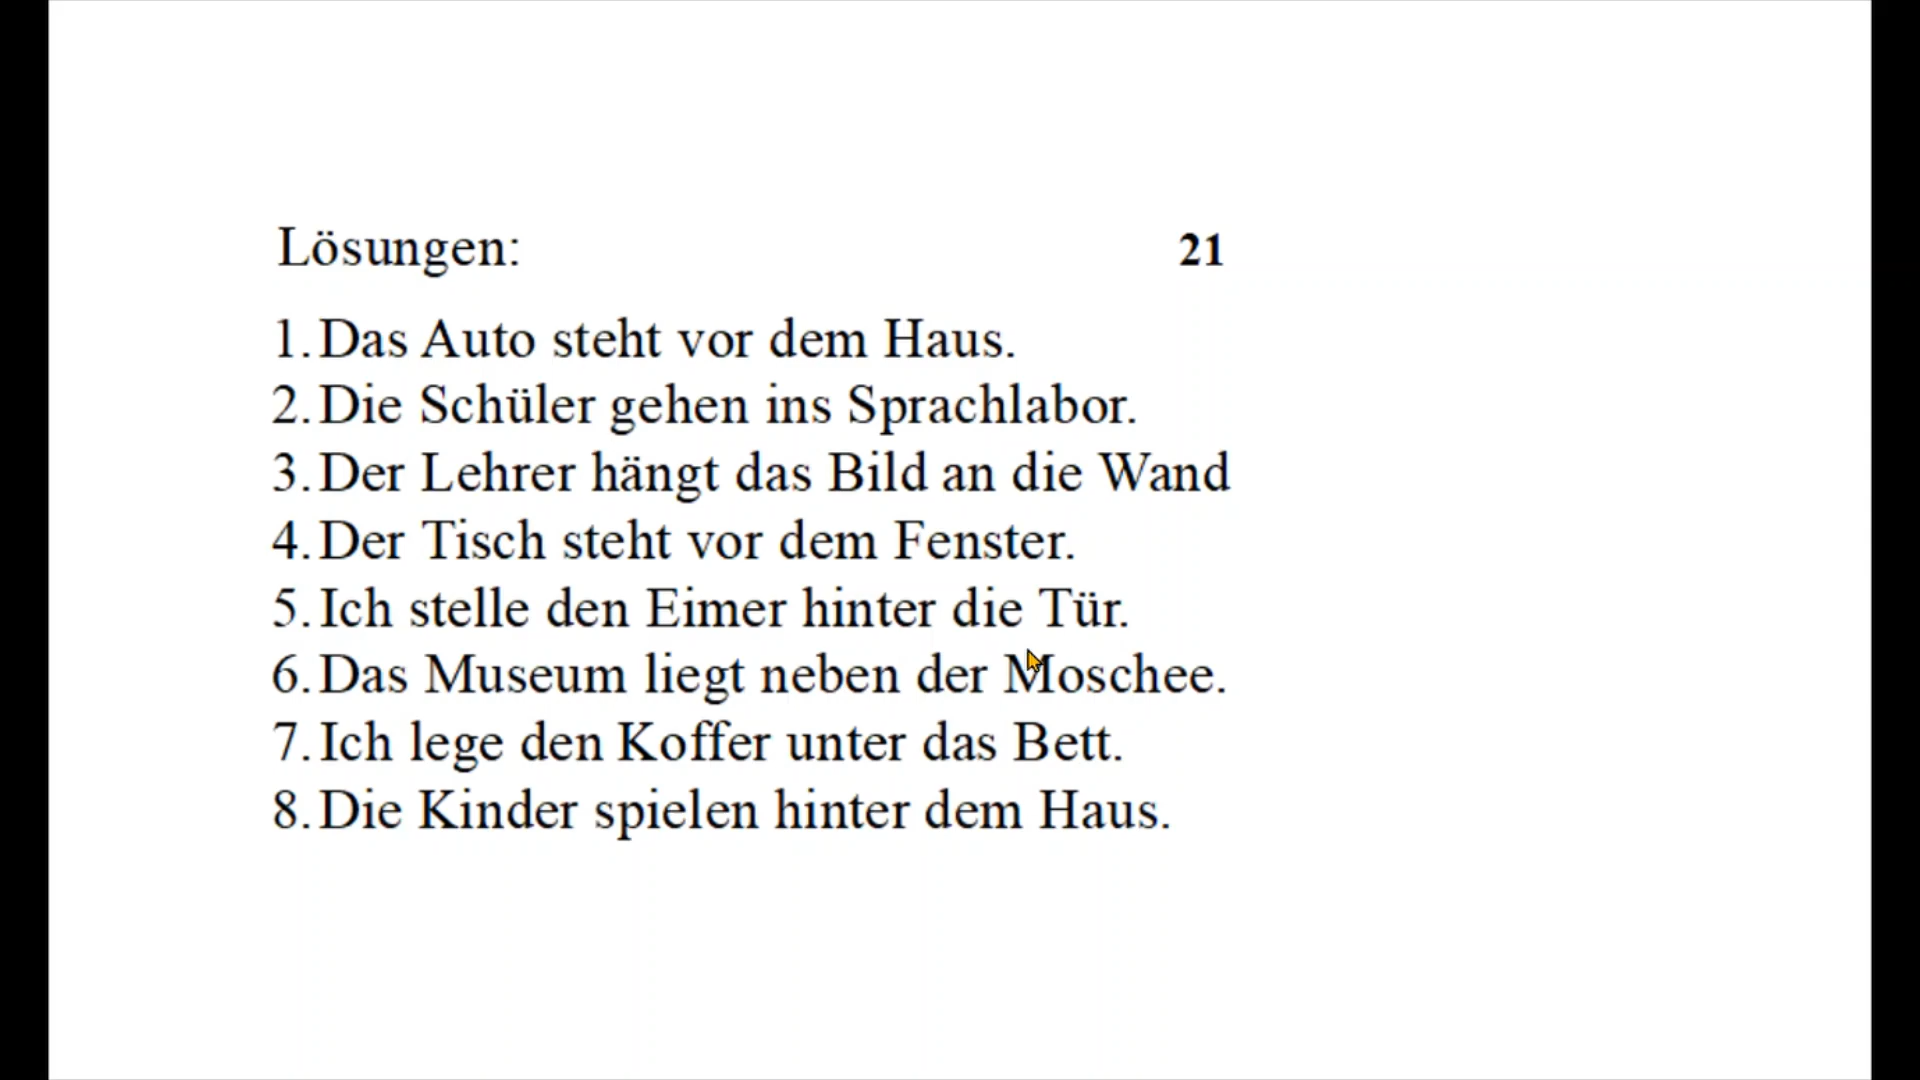 Lösungen: 21
1. Das Auto steht vor dem Haus.
2. Die Schüler gehen ins Sprachlabor.
3. Der Lehrer hängt das Bild an die Wand
4. Der Tisch steht vor dem Fenster.
5. Ich stelle den Eimer hinter die Tür.
6. Das Museum liegt neben der Moschee.
7. Ich lege den Koffer unter das Bett.
8. Die Kinder spielen hinter dem Haus.